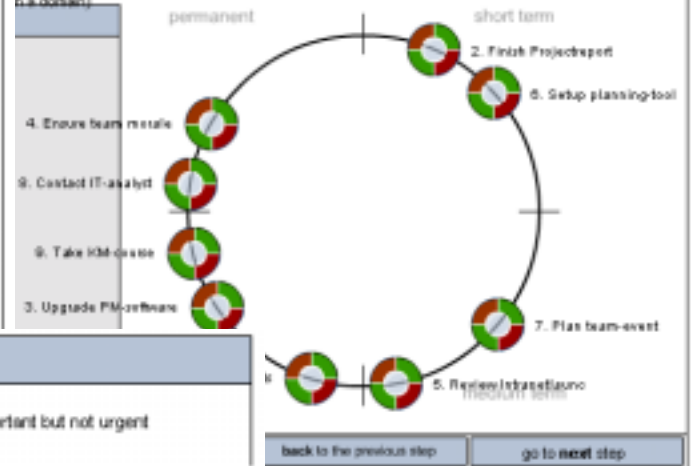 n a domain)
permanent
short term
2. Finish Projectreport
6. Setup planning-tool
4. Ensure team morale
8. Contact IT-analyst
9. Take KM-course
3. Upgrade PM-software
7. Plan team-event
s
5. Review Intranetlaunc
medium term
rtant but not urgent
back to the previous step
go to next step